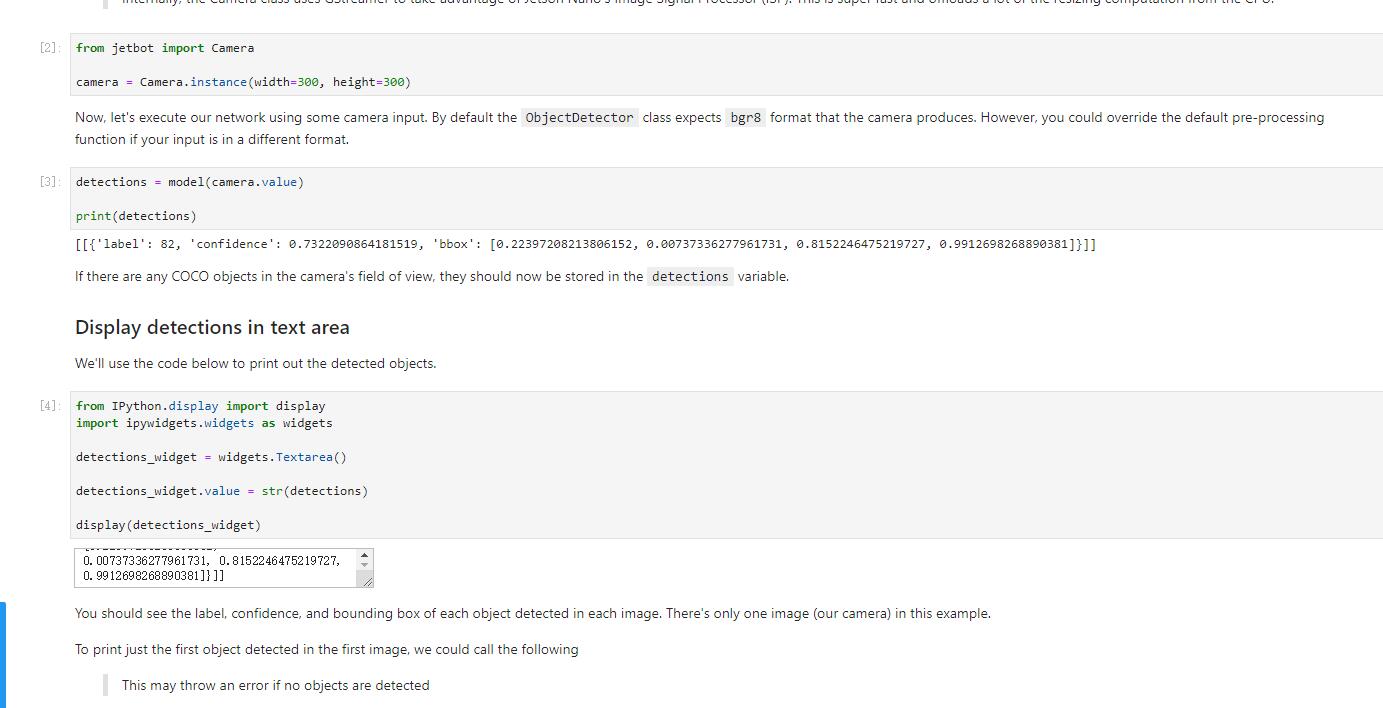 Internally, the Camera class uses GStreamer to take advantage of Jetson Nano's Image Signal Processor (ISP). This is super fast and offloads a lot of the resizing computation from the CPU.
[2]:
from jetbot import Camera
camera = Camera.instance(width=300, height=300)
Now, let's execute our network using some camera input. By default the ObjectDetector class expects bgr8 format that the camera produces. However, you could override the default pre-processing
function if your input is in a different format.
[3]:
detections = model(camera.value)
print(detections)
[[{'label': 82, 'confidence': 0.7322090864181519, 'bbox': [0.22397208213806152, 0.00737336277961731, 0.8152246475219727, 0.9912698268890381]}]]
If there are any COCO objects in the camera's field of view, they should now be stored in the detections variable.
Display detections in text area
We'll use the code below to print out the detected objects.
[4]:
from IPython.display import display
import ipywidgets.widgets as widgets
detections_widget = widgets.Textarea()
detections_widget.value = str(detections)
display(detections_widget)
0.00737336277961731, 0.8152246475219727,
0.9912698268890381]}]]
You should see the label, confidence, and bounding box of each object detected in each image. There's only one image (our camera) in this example.
To print just the first object detected in the first image, we could call the following
This may throw an error if no objects are detected